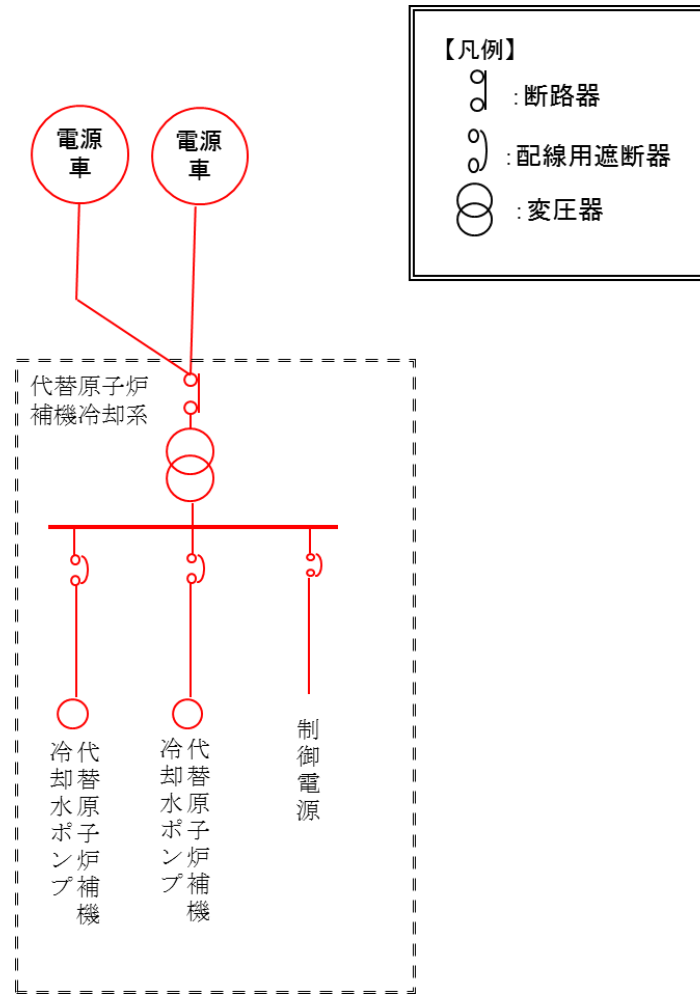 【凡例】
:断路器
:配線用遮断器
:変圧器
電源
車
電源
車
代替原子炉
補機冷却系
代替原子炉補機
冷却水ポンプ
代替原子炉補機
冷却水ポンプ
制御電源